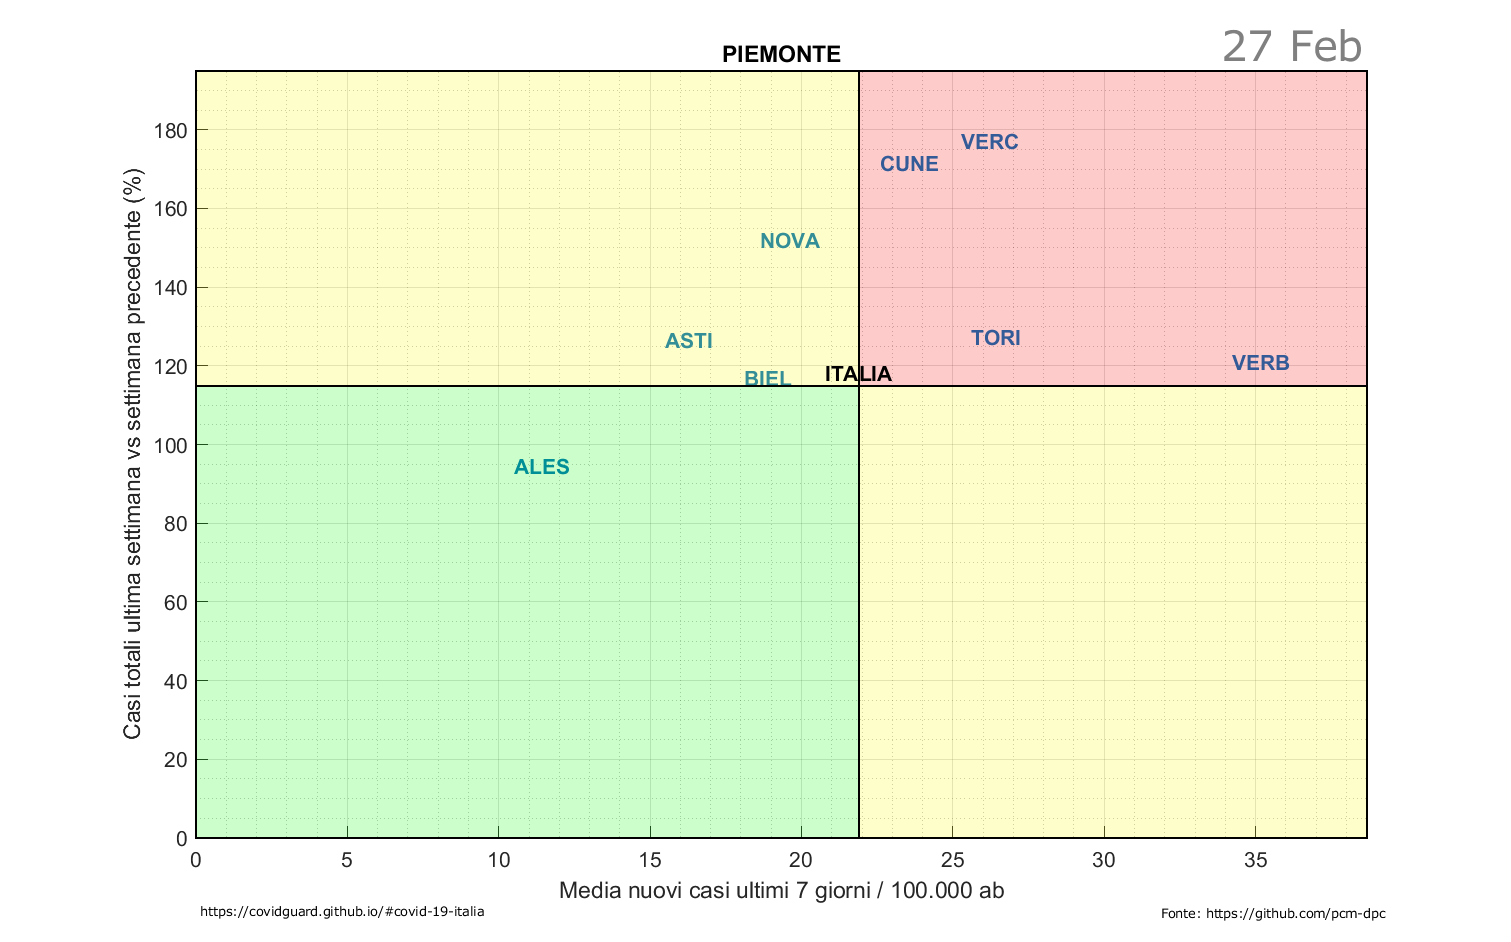 PIEMONTE
27 Feb
Casi totali ultima settimana vs settimana precedente (%)
180
160
140
120
100
80
60
40
20
0
VERC
CUNE
NOVA
ASTI
TORI
VERB
ITALIA
BIEL
ALES
0 5 10 15 20 25 30 35
Media nuovi casi ultimi 7 giorni / 100.000 ab
https://covidguard.github.io/#covid-19-italia
Fonte: https://github.com/pcm-dpc